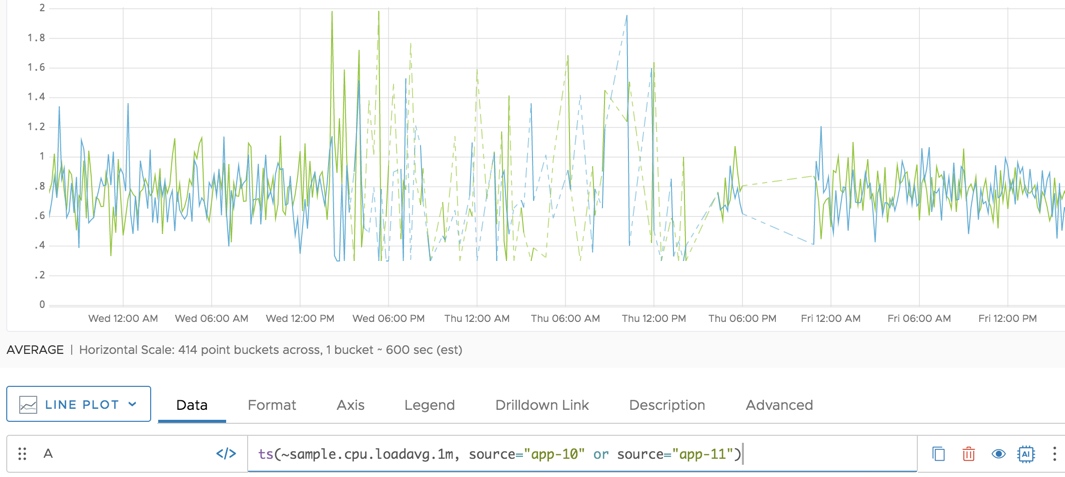 2
1.8
1.6
1.4
1.2
1
.8
.6
.4
.2
0
Wed 12:00 AM Wed 06:00 AM Wed 12:00 PM Wed 06:00 PM Thu 12:00 AM Thu 06:00 AM Thu 12:00 PM Thu 06:00 PM Fri 12:00 AM Fri 06:00 AM Fri 12:00 PM
AVERAGE | Horizontal Scale: 414 point buckets across, 1 bucket ~ 600 sec (est)
LINE PLOT Data Format Axis Legend Drilldown Link Description Advanced
A </> ts(~sample.cpu.loadavg.1m, source="app-10" or source="app-11") AI